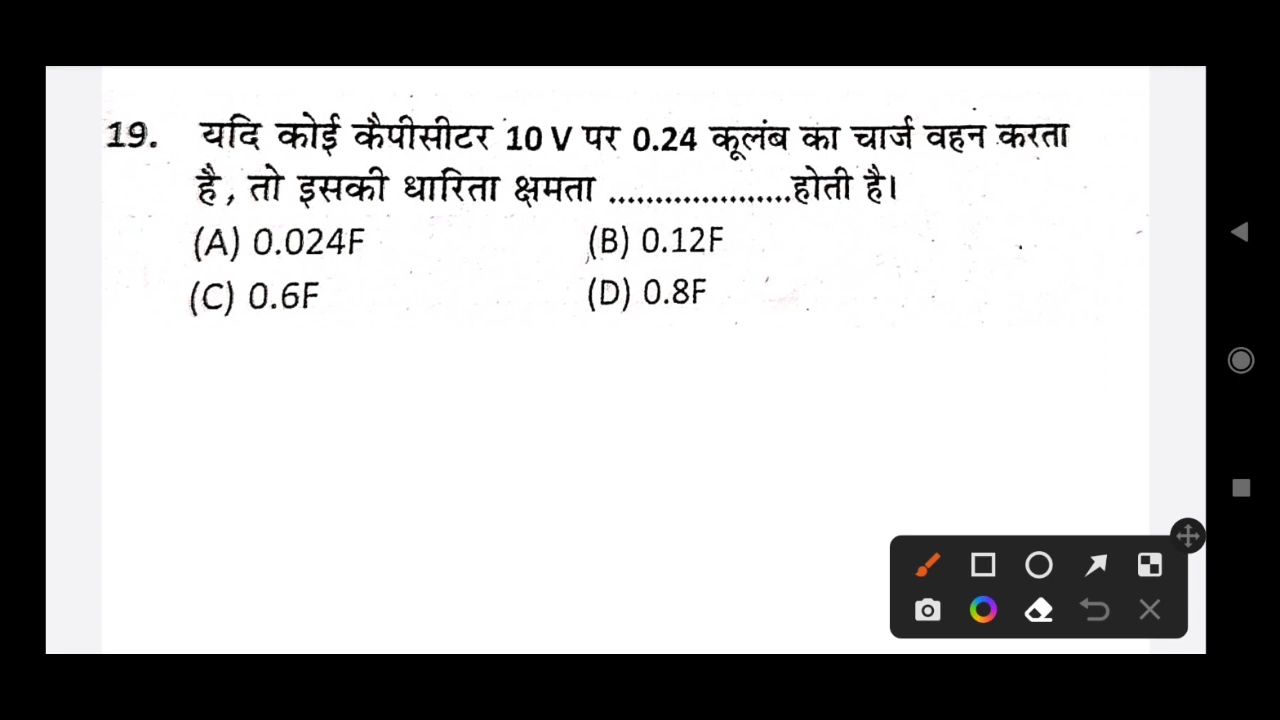 19. यदि कोई कैपीसीटर 10 V पर 0.24 कूलंब का चार्ज वहन करता
है, तो इसकी धारिता क्षमता ....................होती है।
(A) 0.024F (B) 0.12F
(C) 0.6F (D) 0.8F